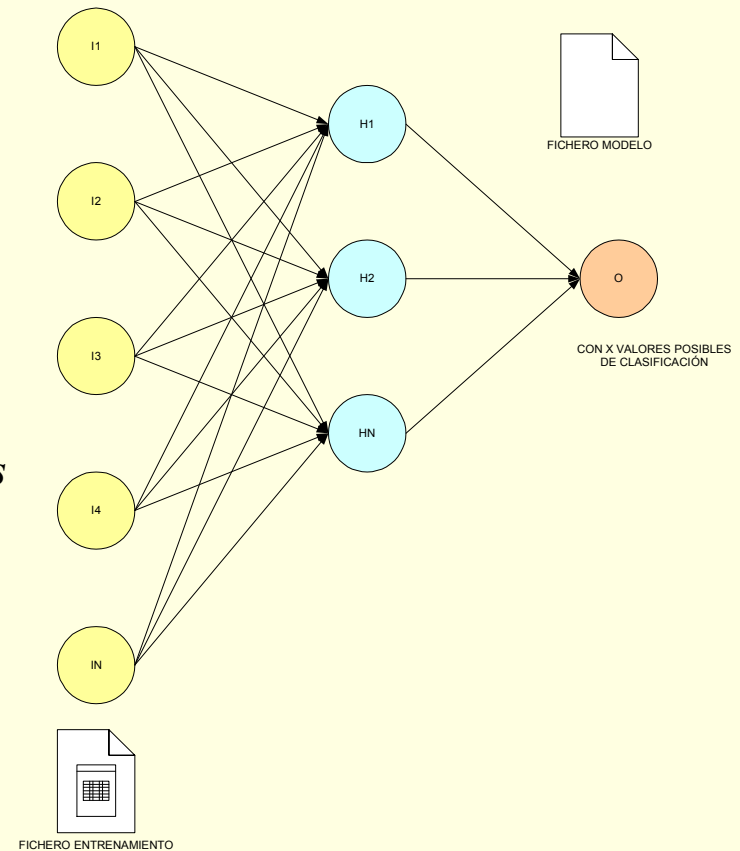 I1
H1
FICHERO MODELO
I2
H2
O
I3
CON X VALORES POSIBLES
DE CLASIFICACIÓN
HN
s
I4
IN
FICHERO ENTRENAMIENTO